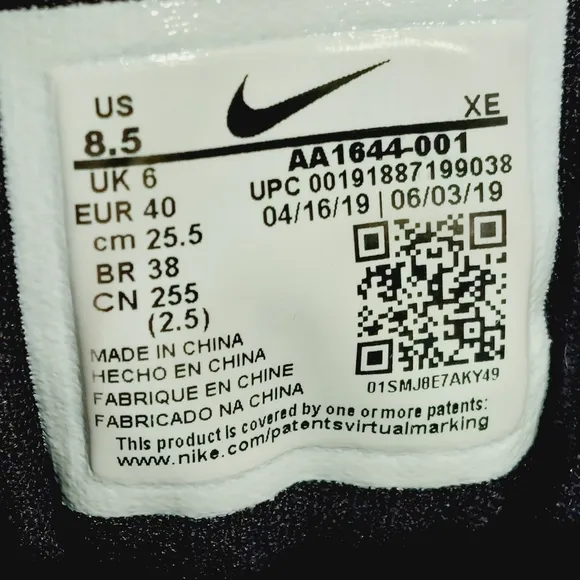 US
8.5
XE
UK 6
EUR 40
cm 25.5
BR 38
CN 255
(2.5)
AA1644-001
UPC 00191887199038
04/16/19 | 06/03/19
01SMJ8E7AKY49
MADE IN CHINA
HECHO EN CHINA
FABRIQUE EN CHINE
FABRICADO NA CHINA
This product is covered by one or more patents:
www.nike.com/patentsvirtualmarking